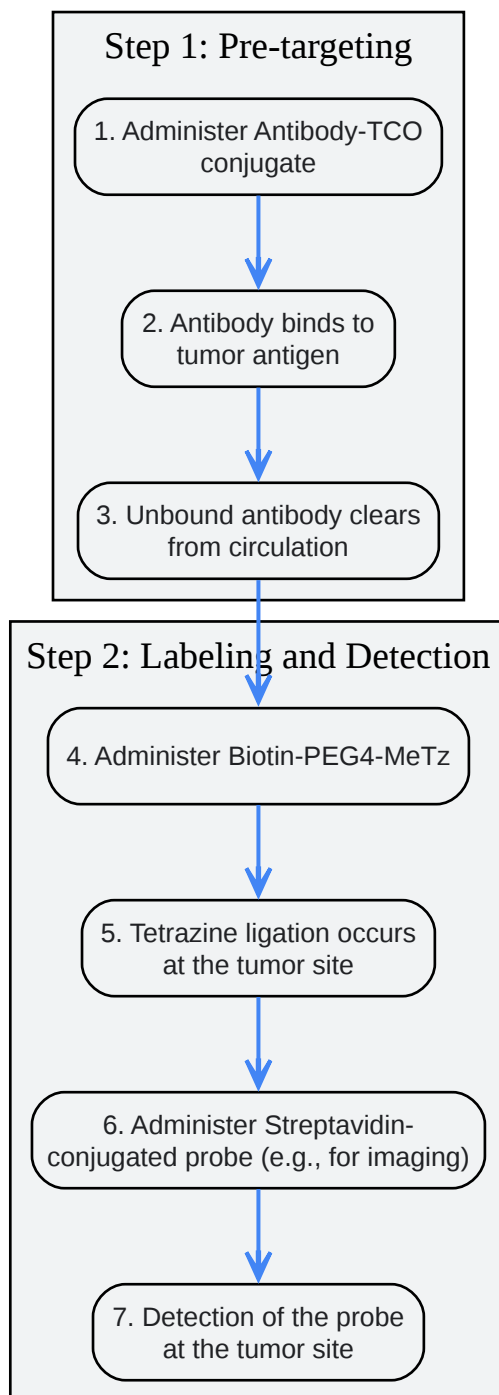 Step 1: Pre-targeting
1. Administer Antibody-TCO
conjugate
2. Antibody binds to
tumor antigen
3. Unbound antibody clears
from circulation
Step 2: Labeling and Detection
4. Administer Biotin-PEG4-MeTz
5. Tetrazine ligation occurs
at the tumor site
6. Administer Streptavidin-
conjugated probe (e.g., for imaging)
7. Detection of the probe
at the tumor site